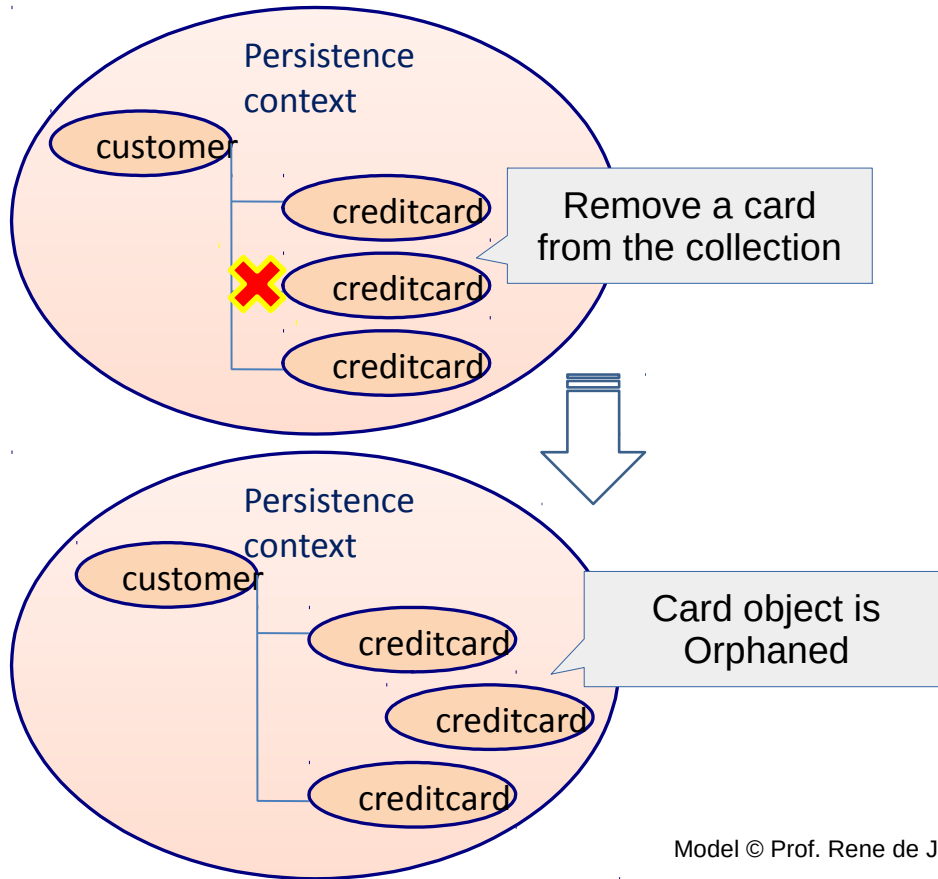 Persistence
context
customer
creditcard
Remove a card
from the collection
creditcard
creditcard
Persistence
context
customer
Card object is
Orphaned
creditcard
creditcard
creditcard
Model © Prof. Rene de J